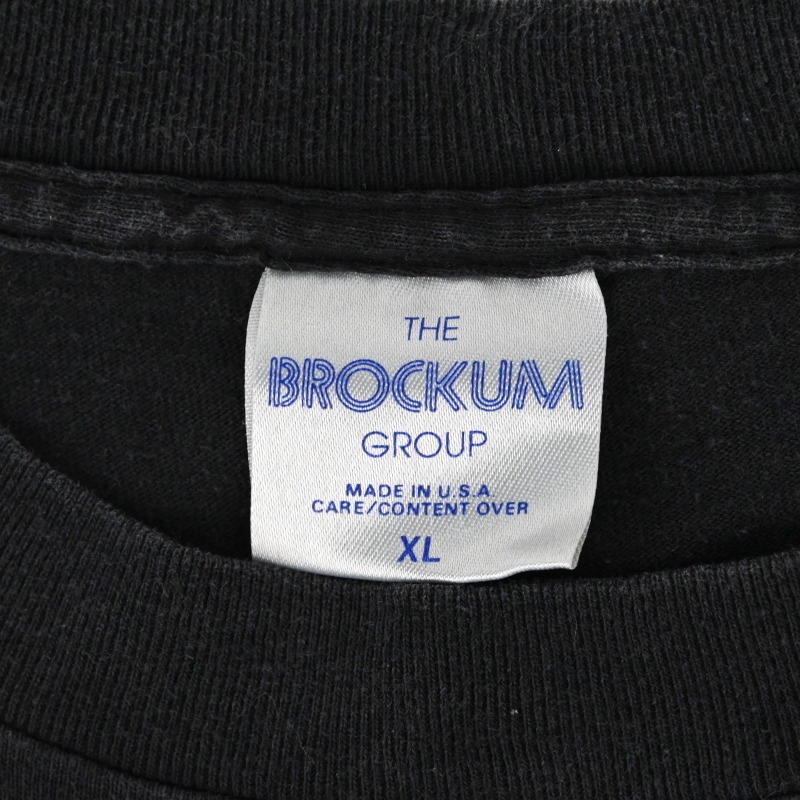 THE
BROCKUM
GROUP
MADE IN U.S.A.
CARE/CONTENT OVER
XL